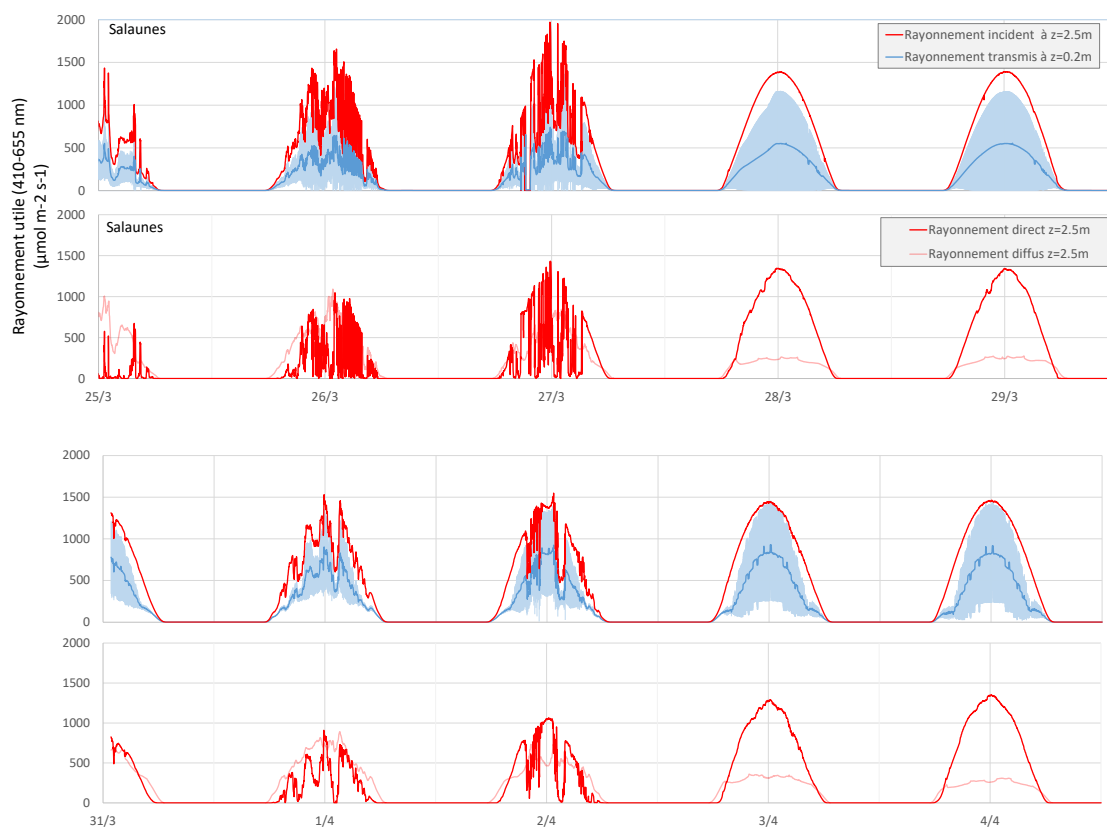 2000
1500
1000
500
0
Salaunes
Rayonnement incident à z=2.5m
Rayonnement transmis à z=0.2m
Rayonnement utile (410-655 nm)
(µmol m-2 s-1)
2000
1500
1000
500
0
Salaunes
Rayonnement direct z=2.5m
Rayonnement diffus z=2.5m
25/3 26/3 27/3 28/3 29/3
2000
1500
1000
500
0
2000
1500
1000
500
0
31/3 1/4 2/4 3/4 4/4